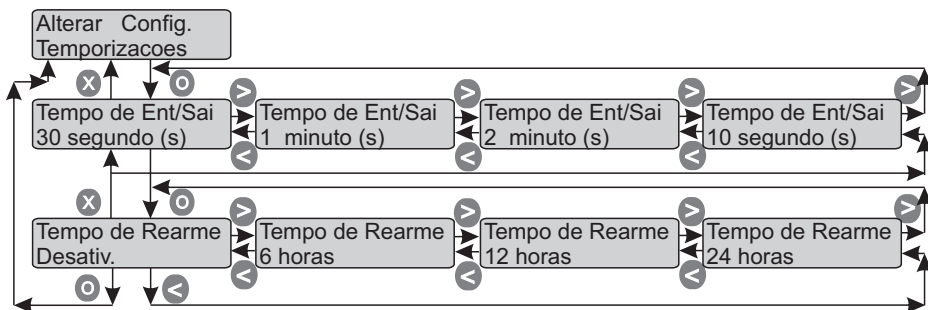 Alterar Config.
Temporizacoes
X O
> > > >
Tempo de Ent/Sai Tempo de Ent/Sai Tempo de Ent/Sai Tempo de Ent/Sai
30 segundo (s) 1 minuto (s) 2 minuto (s) 10 segundo (s)
< < <
X O
> > > >
Tempo de Rearme Tempo de Rearme Tempo de Rearme Tempo de Rearme
Desativ. 6 horas 12 horas 24 horas
< < <
O <